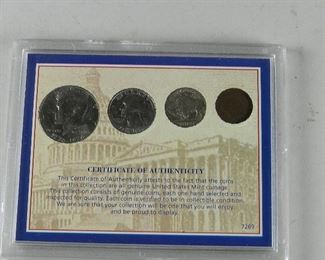 CERTIFICATE OF AUTHENTICITY
This Certificate of Authenticity attests to the fact that the coins
in this collection are all genuine United States Mint coinage.
This collection consists of genuine coins, each one hand selected and
inspected for quality. Each coin is verified to be in collectible condition.
We are sure that your collection will be one that you will enjoy
and be proud to display.
7269